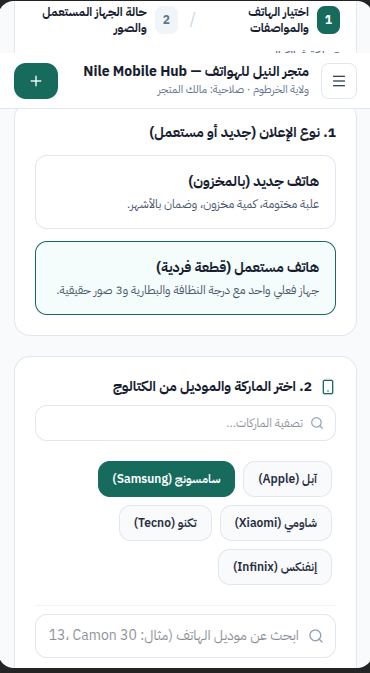 1
اختيار الهاتف
والمواصفات
/
2
حالة الجهاز المستعمل
والصور
متجر النيل للهواتف — Nile Mobile Hub
ولاية الخرطوم · صلاحية: مالك المتجر
1. نوع الإعلان (جديد أو مستعمل)
هاتف جديد (بالمخزون)
علبة مختومة، كمية مخزون، وضمان بالأشهر.
هاتف مستعمل (قطعة فردية)
جهاز فعلي واحد مع درجة النظافة والبطارية و3 صور حقيقية.
2. اختر الماركة والموديل من الكتالوج
تصفية الماركات...
آبل (Apple)
سامسونج (Samsung)
شاومي (Xiaomi)
تكنو (Tecno)
إنفنكس (Infinix)
ابحث عن موديل الهاتف (مثال: 13، Camon 30